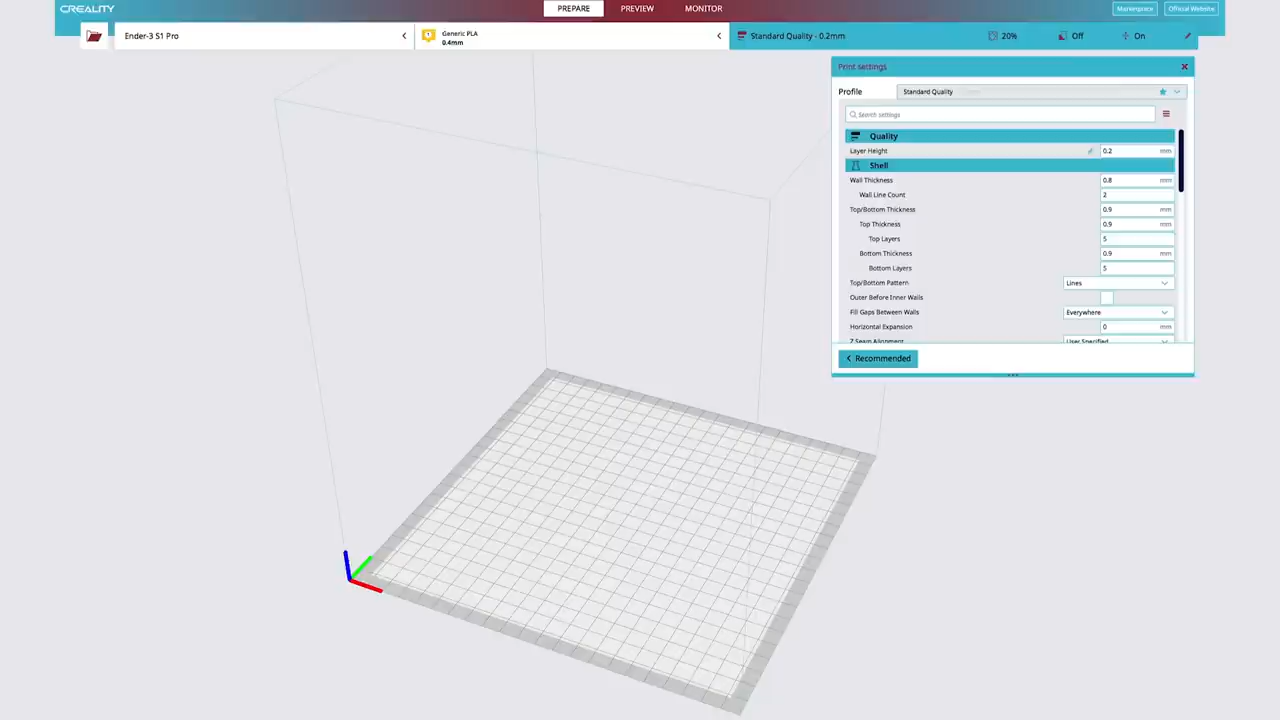 CREALITY
PREPARE
PREVIEW
MONITOR
Marketplace
Official Website
Ender-3 S1 Pro
Generic PLA
0.4mm
Standard Quality - 0.2mm
20%
Off
On
Print settings
Profile
Standard Quality
Search settings
Quality
Layer Height
0.2 mm
Shell
Wall Thickness
0.8 mm
Wall Line Count
2
Top/Bottom Thickness
0.9 mm
Top Thickness
0.9 mm
Top Layers
5
Bottom Thickness
0.9 mm
Bottom Layers
5
Top/Bottom Pattern
Lines
Outer Before Inner Walls
Fill Gaps Between Walls
Everywhere
Horizontal Expansion
0 mm
Z Seam Alignment
User Specified
Recommended